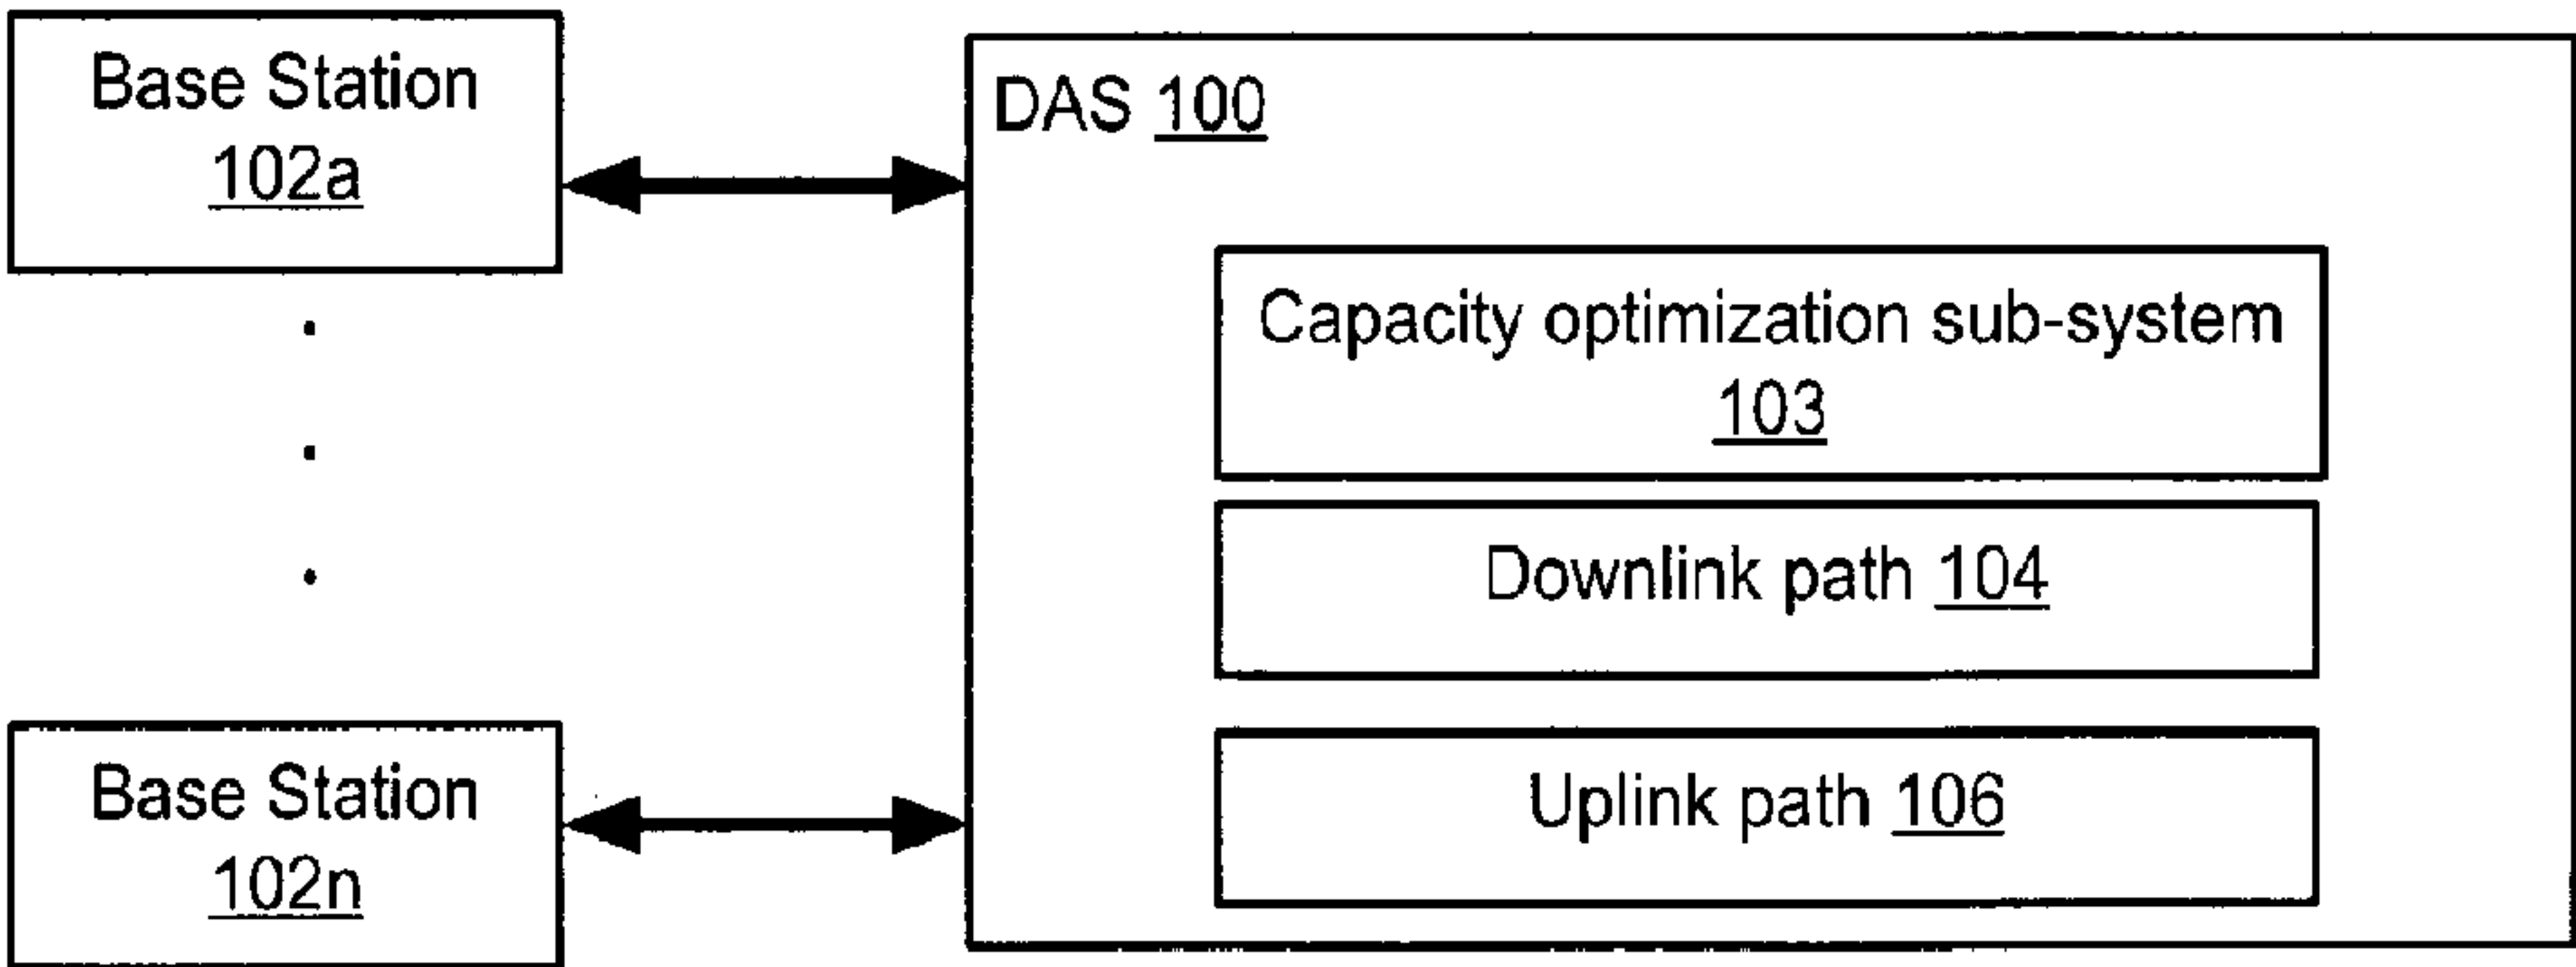 Base Station
102a
DAS 100
Capacity optimization sub-system
103
Downlink path 104
Uplink path 106
Base Station
102n